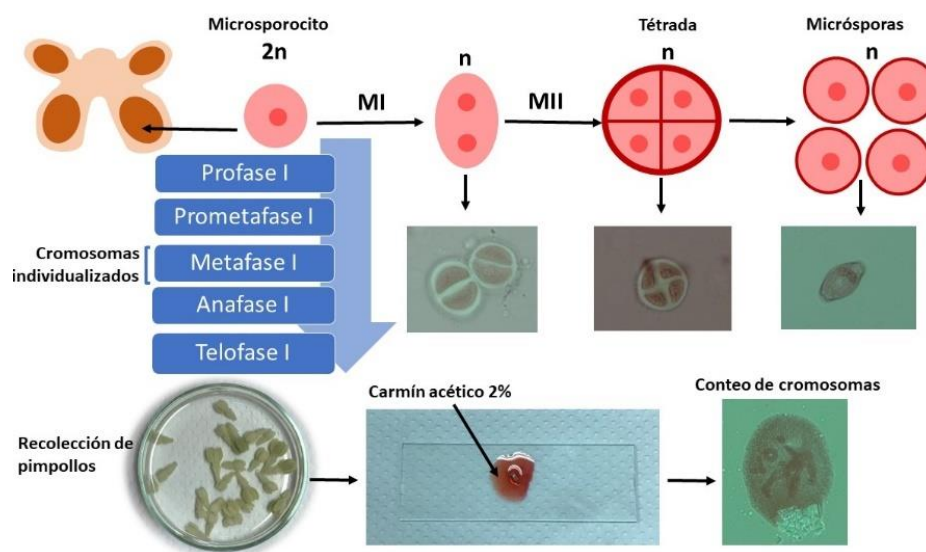 Microsporocito
2n
n
Tétrada
n
Micrósporas
n
MI
MII
Profase I
Prometafase I
Cromosomas
individualizados
Metafase I
Anafase I
Telofase I
Recolección de
pimpollos
Carmín acético 2%
Conteo de cromosomas